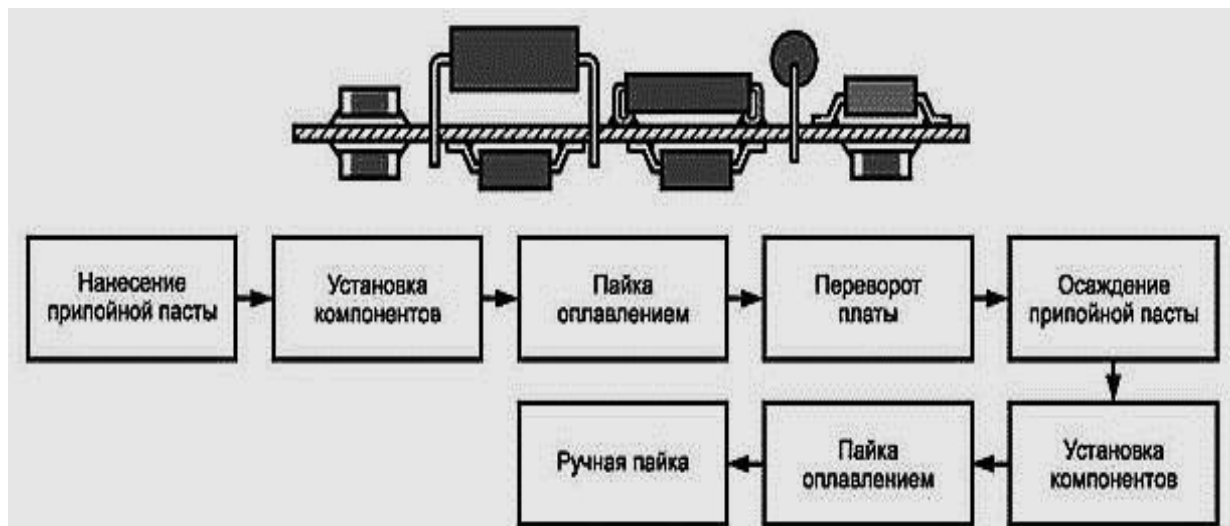 Нанесение
припойной пасты
Установка
компонентов
Пайка
оплавлением
Переворот
платы
Осаждение
припойной пасты
Установка
компонентов
Пайка
оплавлением
Ручная пайка